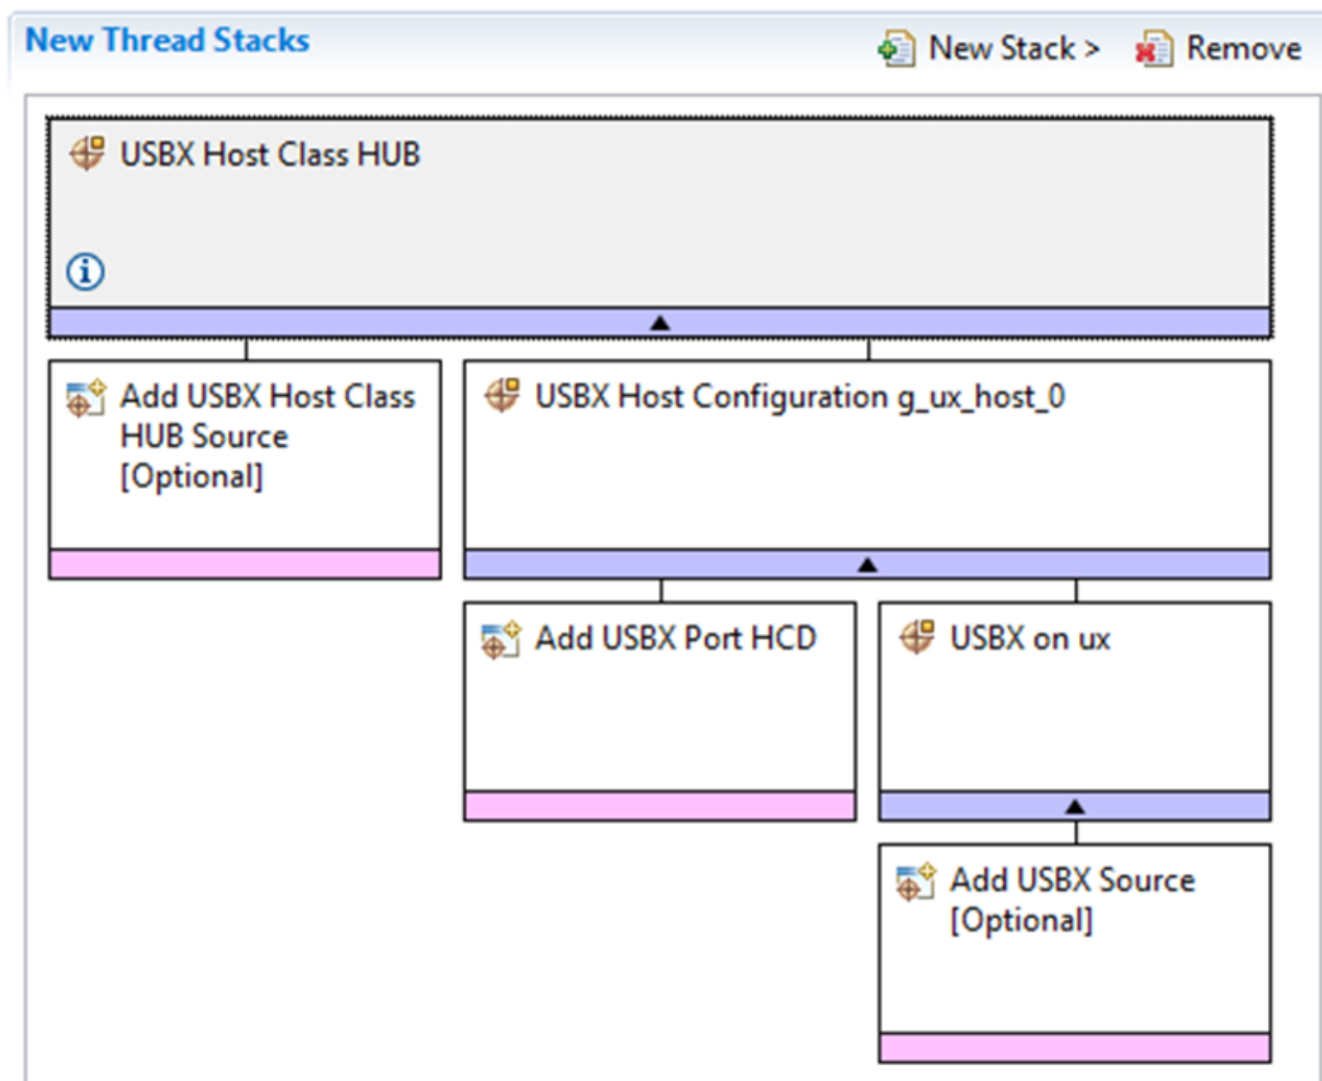 New Thread Stacks
New Stack >
Remove
USBX Host Class HUB
Add USBX Host Class
HUB Source
[Optional]
USBX Host Configuration g_ux_host_0
Add USBX Port HCD
USBX on ux
Add USBX Source
[Optional]